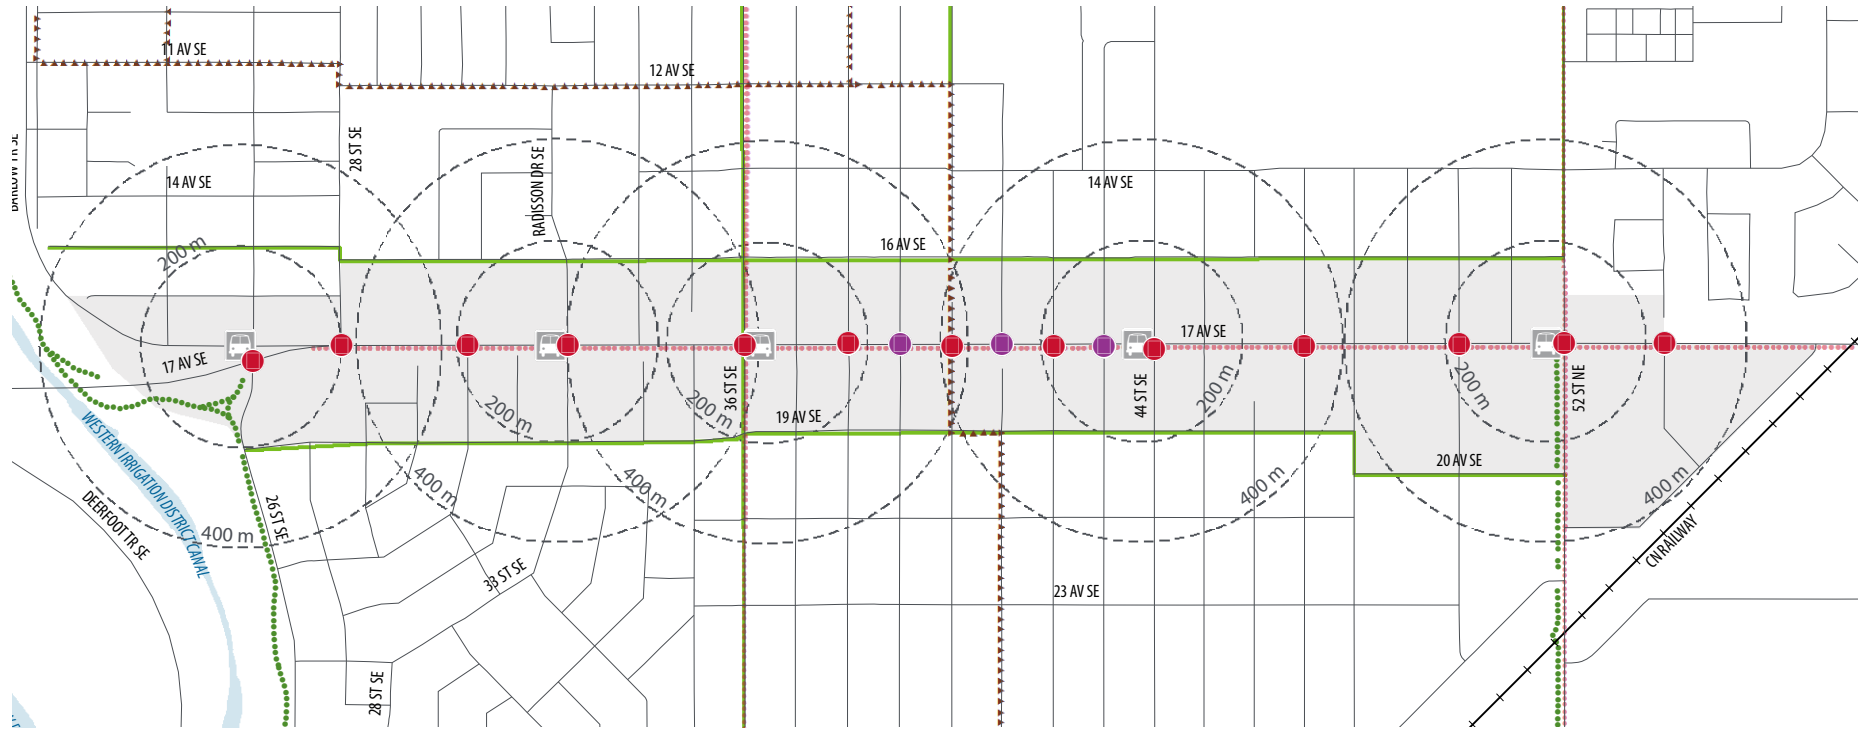 11 AV SE
12 AV SE
28 ST SE
RADISSON DR SE
BARLOW TR SE
14 AV SE
14 AV SE
200 m
16 AV SE
17 AV SE
17 AV SE
36 ST SE
44 ST SE
52 ST NE
200 m
200 m
200 m
200 m
19 AV SE
20 AV SE
WESTERN IRRIGATION DISTRICT CANAL
DEERFOOT TR SE
26 ST SE
400 m
400 m
400 m
400 m
400 m
CN RAILWAY
33 ST SE
23 AV SE
28 ST SE